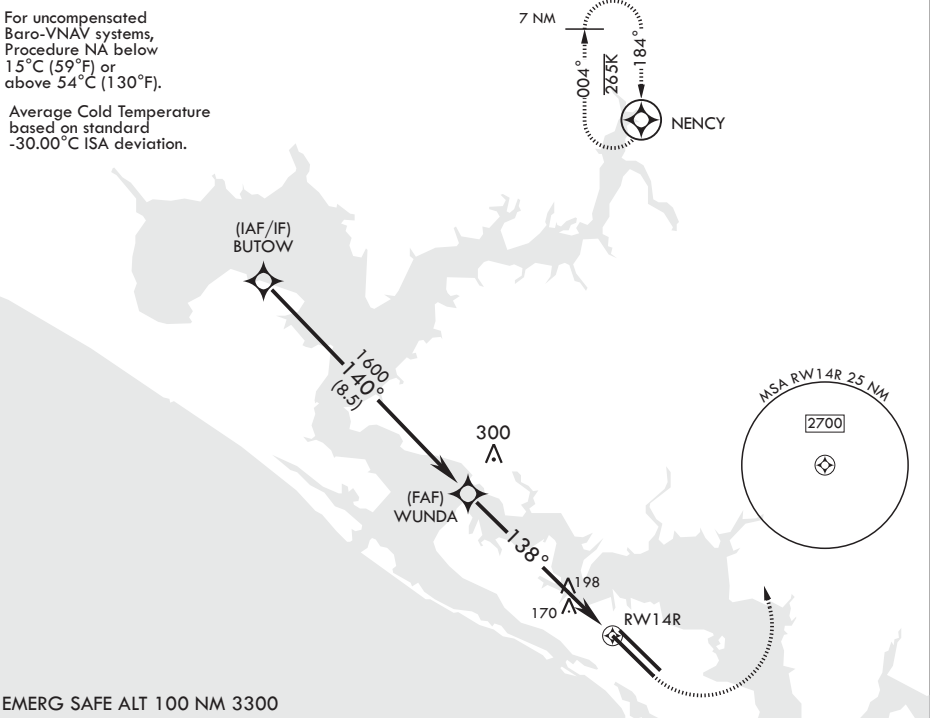 For uncompensated
Baro-VNAV systems,
Procedure NA below
15°C (59°F) or
above 54°C (130°F).
Average Cold Temperature
based on standard
-30.00°C ISA deviation.
7 NM
004°
265K
184°
NENCY
(IAF/IF)
BUTOW
1600
140°
(8.5)
MSA RW14R 25 NM
2700
300
(FAF)
WUNDA
138°
198
170
RW14R
EMERG SAFE ALT 100 NM 3300